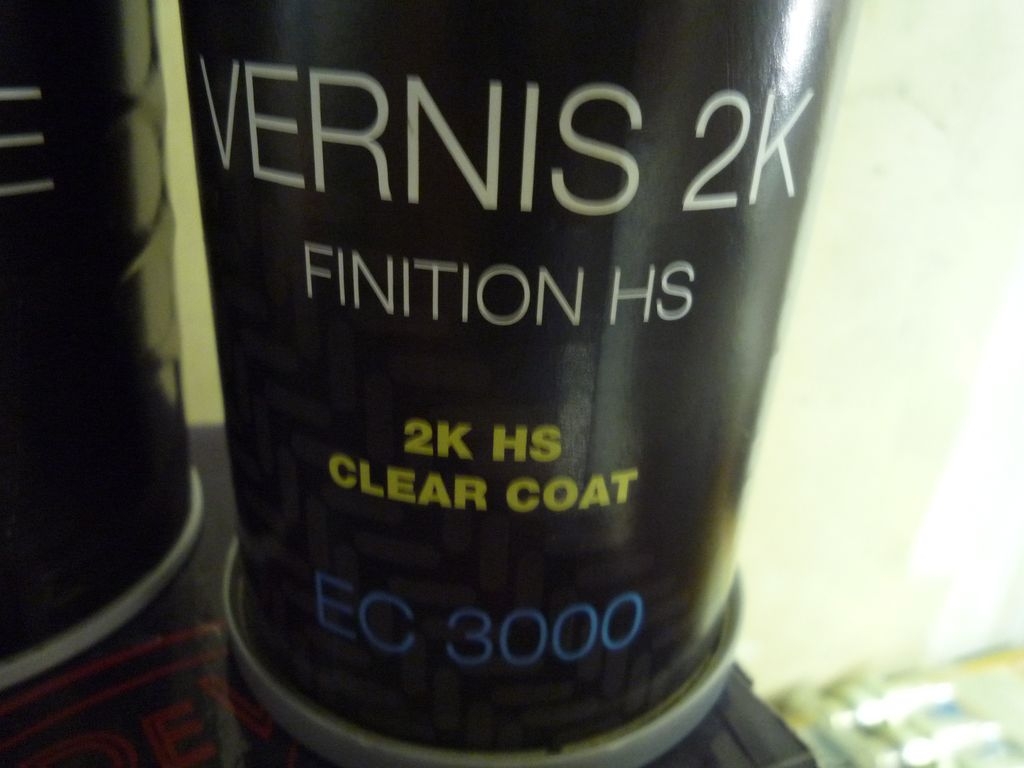 VERNIS 2K
FINITION HS
2K HS
CLEAR COAT
EC 3000